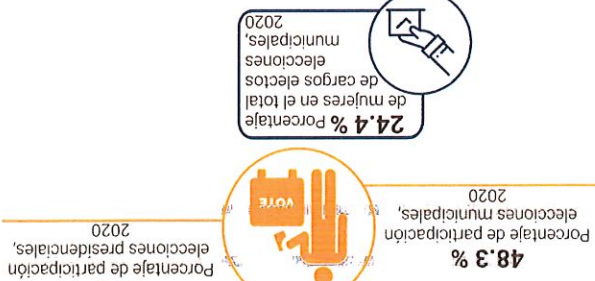 Porcentaje de participación
elecciones presidenciales,
2020
VOTE
48.3 %
Porcentaje de participación
elecciones municipales,
2020
24.4 % Porcentaje
de mujeres en el total
de cargos electos
elecciones
municipales,
2020